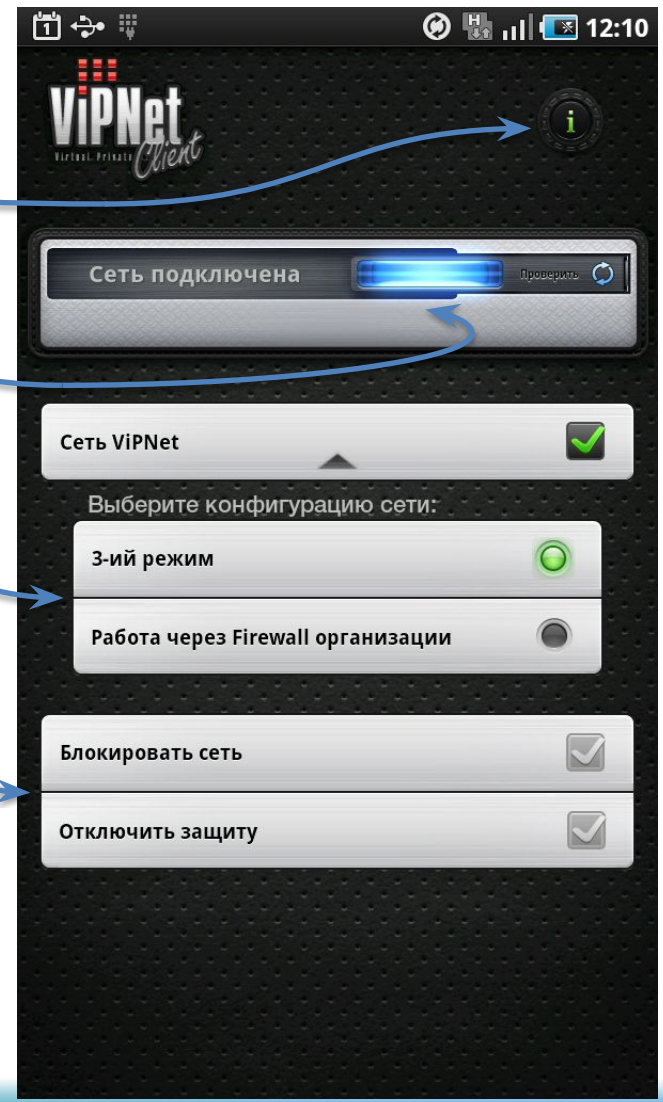 1
H
12:10
ViPNet
Virtual Private
Client
i
Сеть подключена
Проверить
Сеть ViPNet
Выберите конфигурацию сети:
3-ий режим
Работа через Firewall организации
Блокировать сеть
Отключить защиту